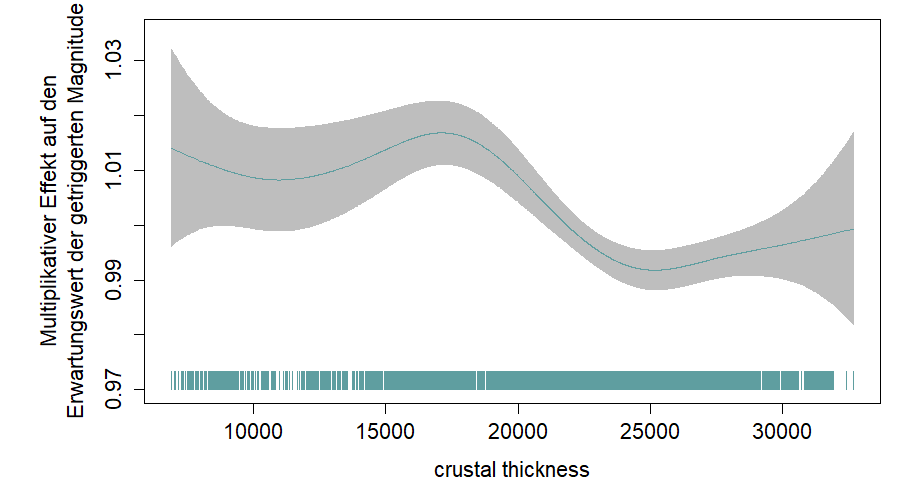 Multiplikativer Effekt auf den
Erwartungswert der getriggerten Magnitude
1.03
1.01
0.99
0.97
10000 15000 20000 25000 30000
crustal thickness